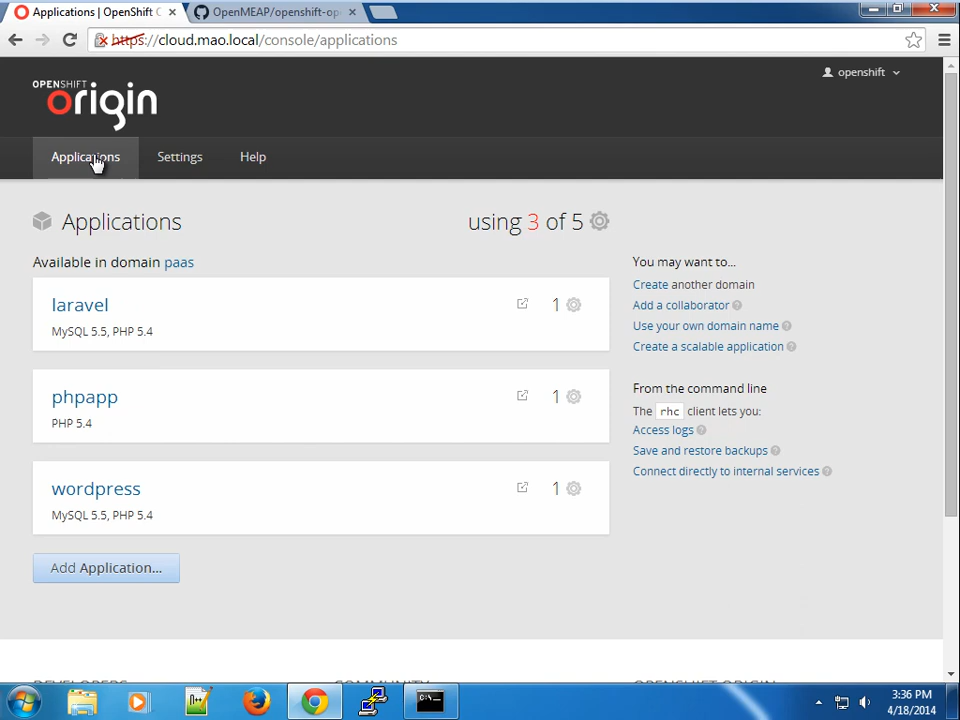 Applications | OpenShift C
OpenMEAP/openshift-op
https://cloud.mao.local/console/applications
OPENSHIFT
origin
openshift
Applications
Settings
Help
Applications
using 3 of 5
Available in domain paas
laravel
1
MySQL 5.5, PHP 5.4
phpapp
1
PHP 5.4
wordpress
1
MySQL 5.5, PHP 5.4
Add Application...
You may want to...
Create another domain
Add a collaborator ?
Use your own domain name ?
Create a scalable application ?
From the command line
The rhc client lets you:
Access logs ?
Save and restore backups ?
Connect directly to internal services ?
3:36 PM
4/18/2014